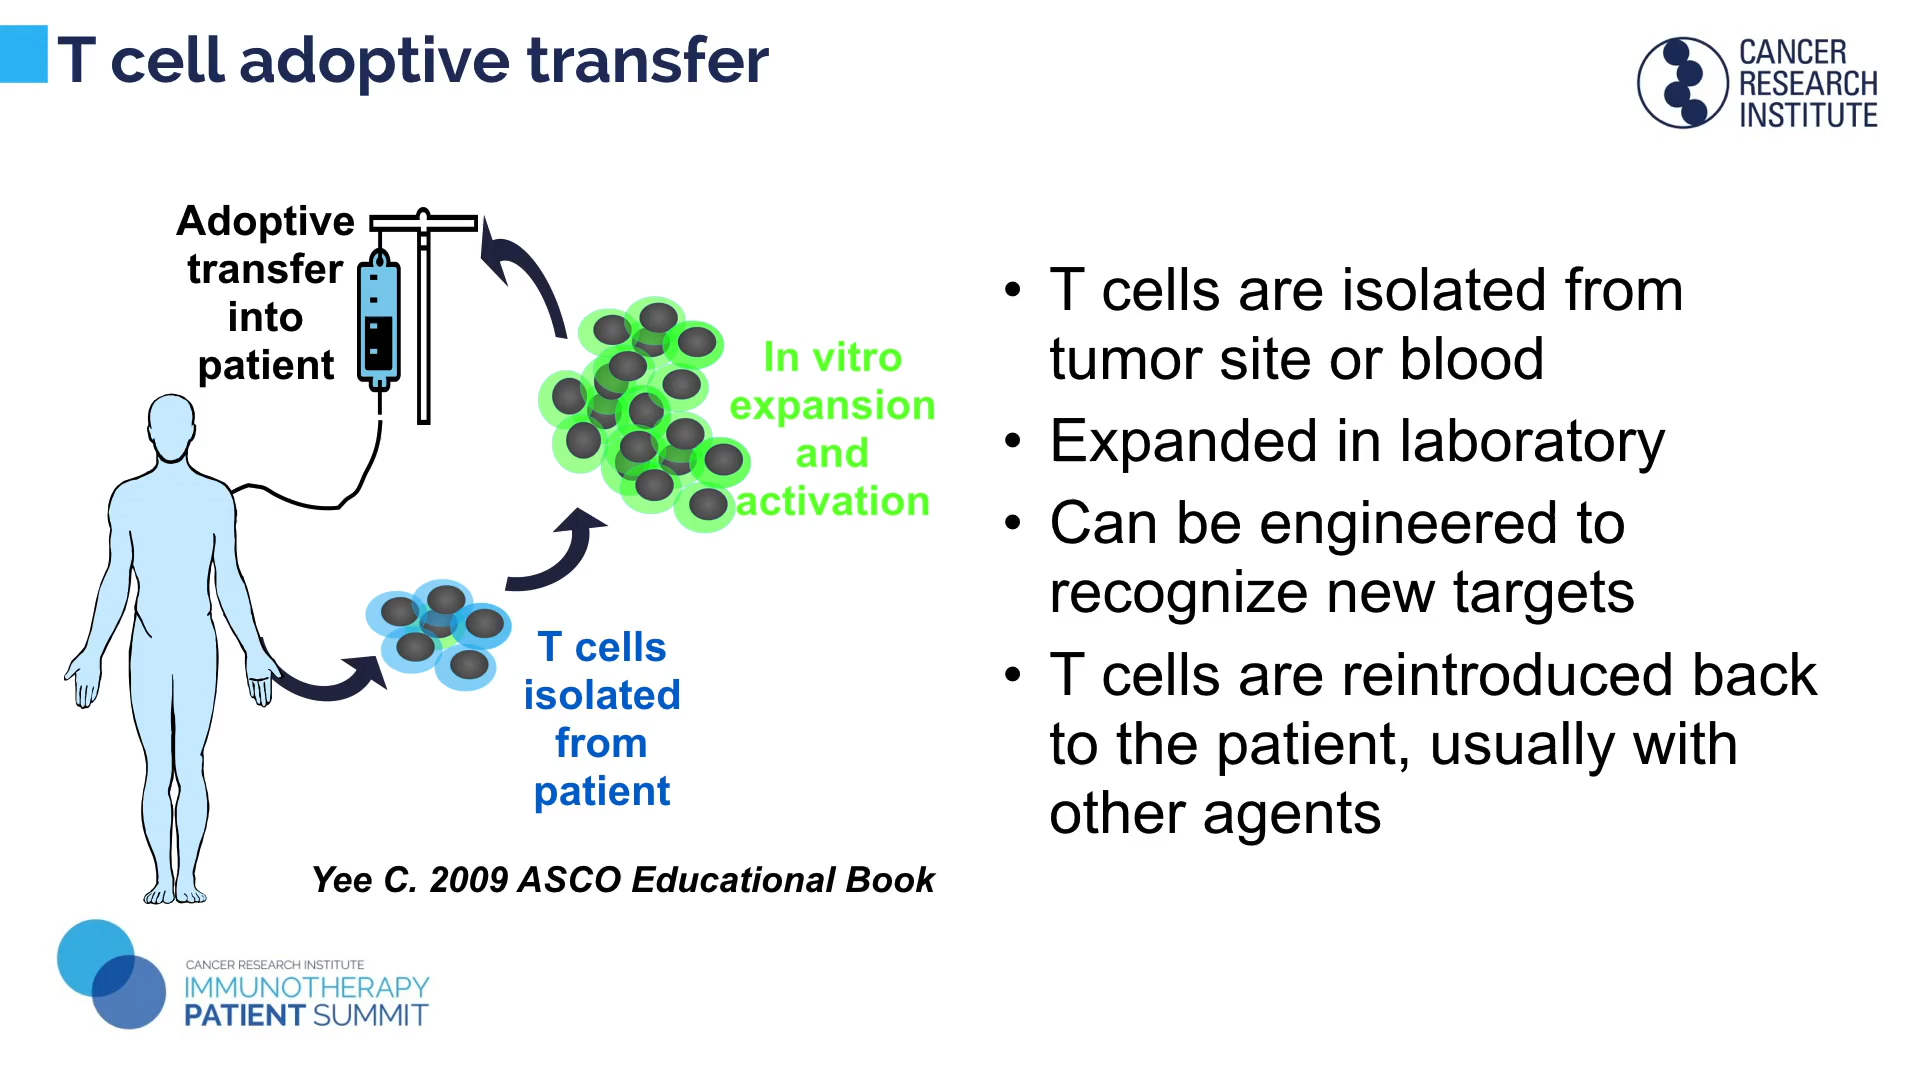 T cell adoptive transfer
CANCER
RESEARCH
INSTITUTE
Adoptive
transfer
into
patient
In vitro
expansion
and
activation
T cells
isolated
from
patient
Yee C. 2009 ASCO Educational Book
• T cells are isolated from
tumor site or blood
• Expanded in laboratory
• Can be engineered to
recognize new targets
• T cells are reintroduced back
to the patient, usually with
other agents
CANCER RESEARCH INSTITUTE
IMMUNOTHERAPY
PATIENT SUMMIT